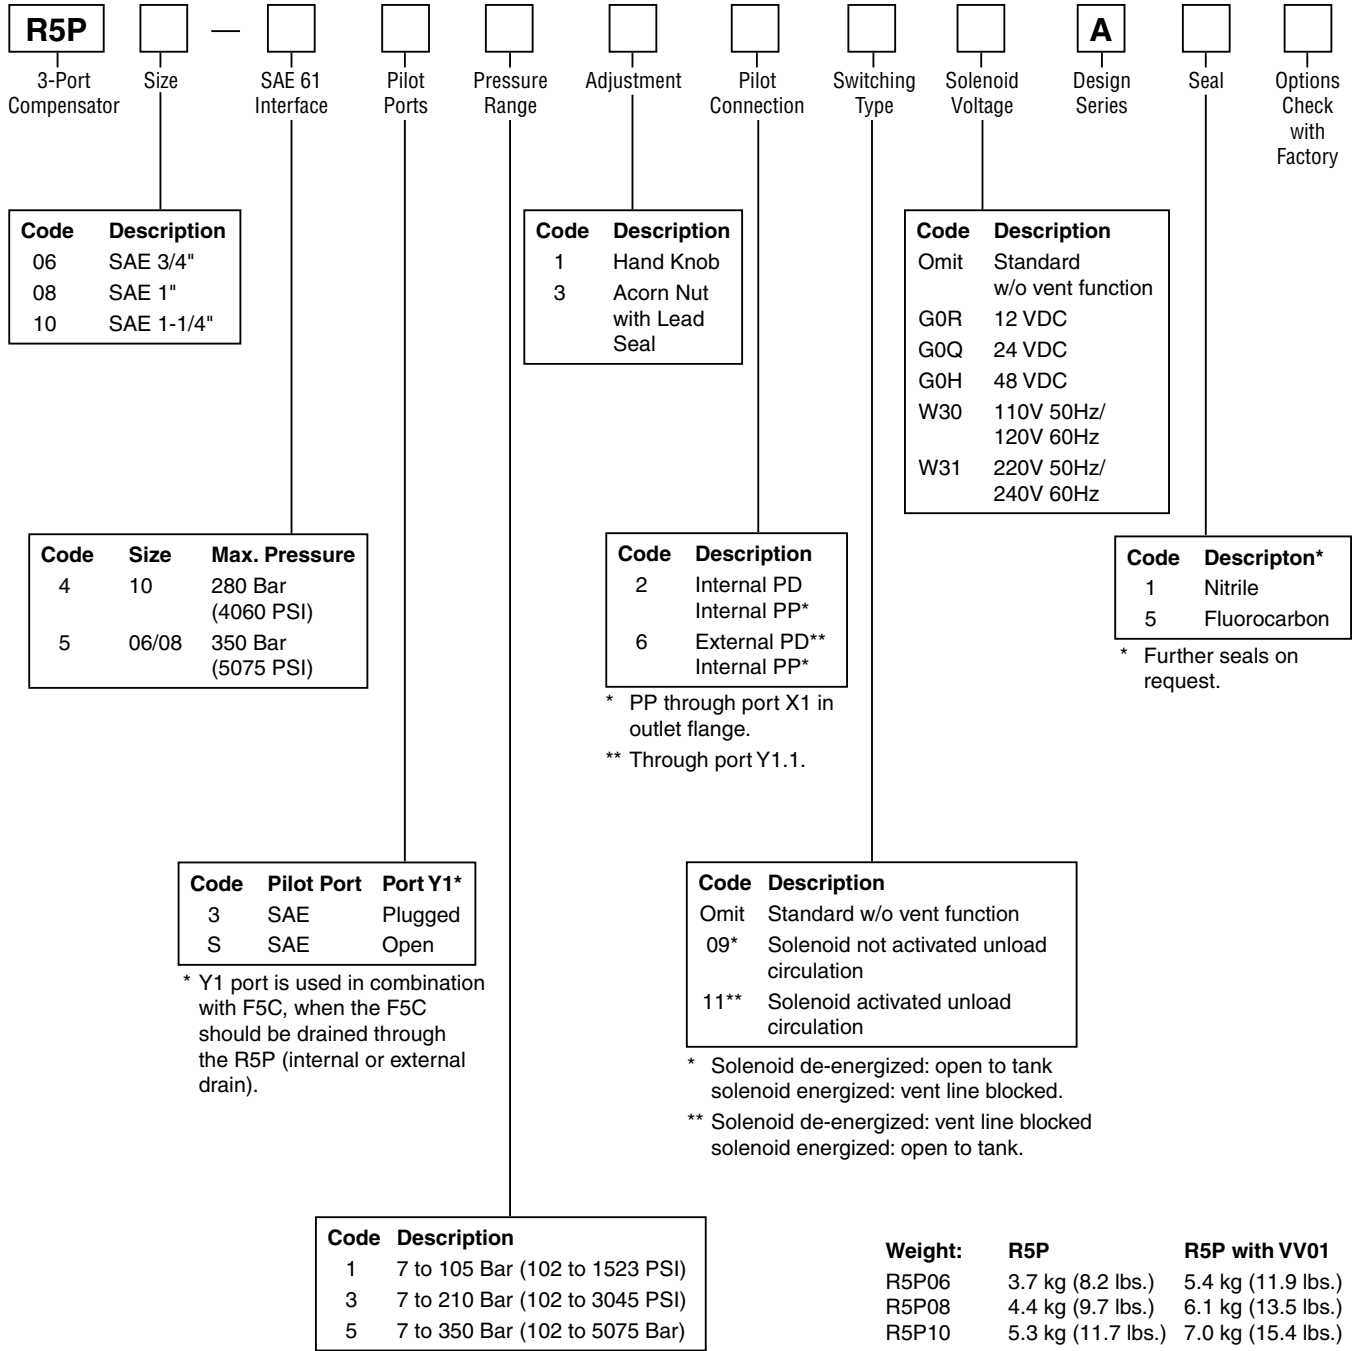 R5P — A
3-Port Compensator
Size
SAE 61 Interface
Pilot Ports
Pressure Range
Adjustment
Pilot Connection
Switching Type
Solenoid Voltage
Design Series
Seal
Options Check with Factory
Code Description
06 SAE 3/4"
08 SAE 1"
10 SAE 1-1/4"
Code Description
1 Hand Knob
3 Acorn Nut
with Lead
Seal
Code Description
Omit Standard
w/o vent function
G0R 12 VDC
G0Q 24 VDC
G0H 48 VDC
W30 110V 50Hz/
120V 60Hz
W31 220V 50Hz/
240V 60Hz
Code Size Max. Pressure
4 10 280 Bar
(4060 PSI)
5 06/08 350 Bar
(5075 PSI)
Code Description
2 Internal PD
Internal PP*
6 External PD**
Internal PP*
* PP through port X1 in
outlet flange.
** Through port Y1.1.
Code Descripton*
1 Nitrile
5 Fluorocarbon
* Further seals on
request.
Code Pilot Port Port Y1*
3 SAE Plugged
S SAE Open
* Y1 port is used in combination
with F5C, when the F5C
should be drained through
the R5P (internal or external
drain).
Code Description
Omit Standard w/o vent function
09* Solenoid not activated unload
circulation
11** Solenoid activated unload
circulation
* Solenoid de-energized: open to tank
solenoid energized: vent line blocked.
** Solenoid de-energized: vent line blocked
solenoid energized: open to tank.
Code Description
1 7 to 105 Bar (102 to 1523 PSI)
3 7 to 210 Bar (102 to 3045 PSI)
5 7 to 350 Bar (102 to 5075 Bar)
Weight: R5P R5P with VV01
R5P06 3.7 kg (8.2 lbs.) 5.4 kg (11.9 lbs.)
R5P08 4.4 kg (9.7 lbs.) 6.1 kg (13.5 lbs.)
R5P10 5.3 kg (11.7 lbs.) 7.0 kg (15.4 lbs.)